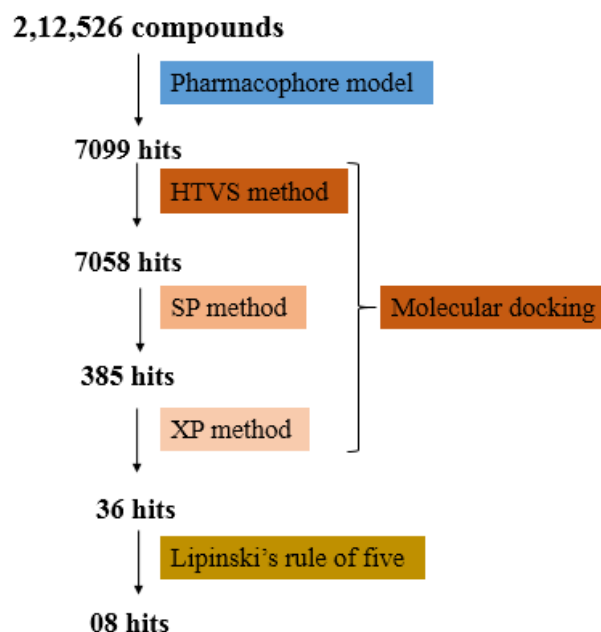 2,12,526 compounds
Pharmacophore model
7099 hits
HTVS method
7058 hits
SP method
Molecular docking
385 hits
XP method
36 hits
Lipinski's rule of five
08 hits